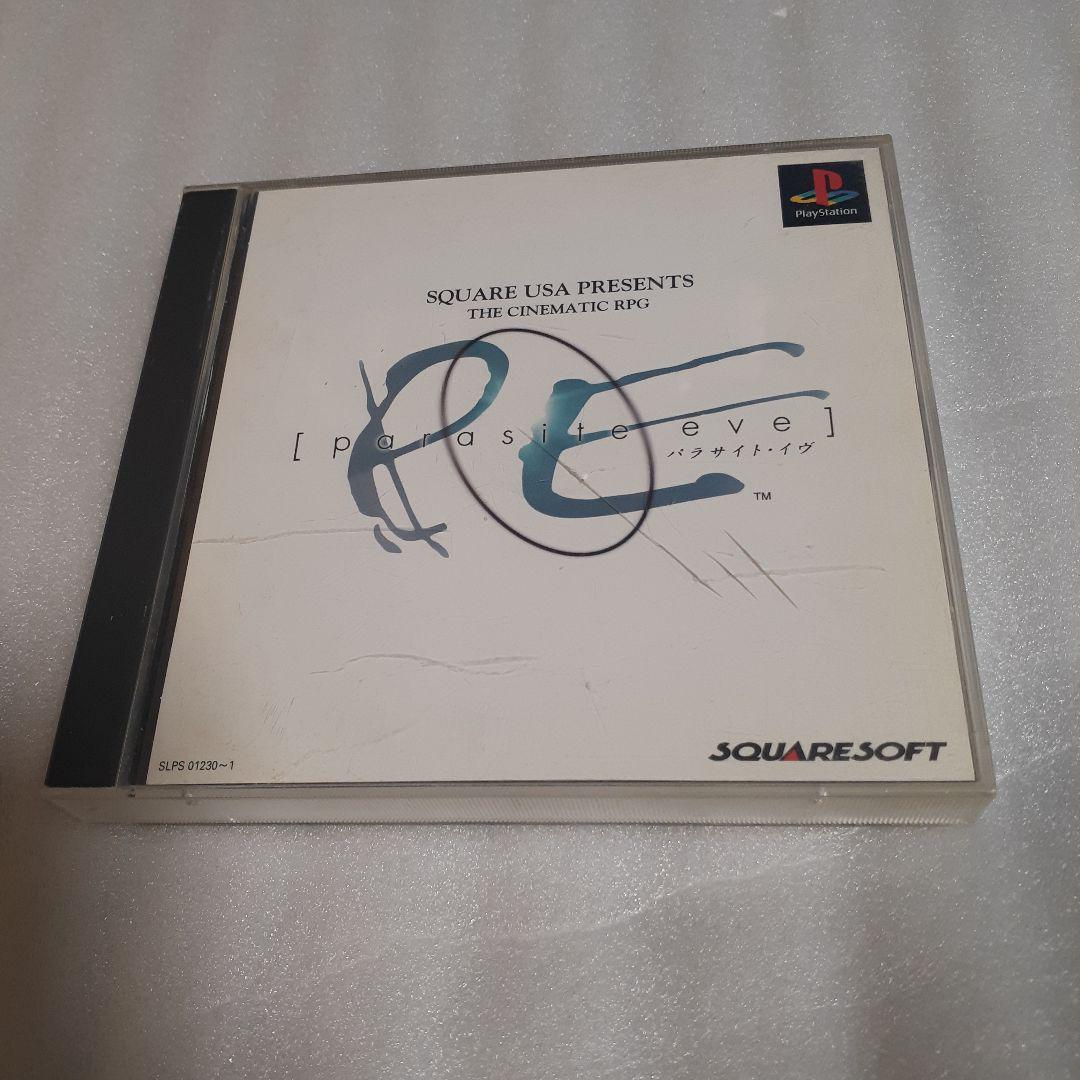 PlayStation
SQUARE USA PRESENTS
THE CINEMATIC RPG
PE
[parasite eve]
パラサイト・イヴ
TM
SLPS 01230~1
SQUARESOFT